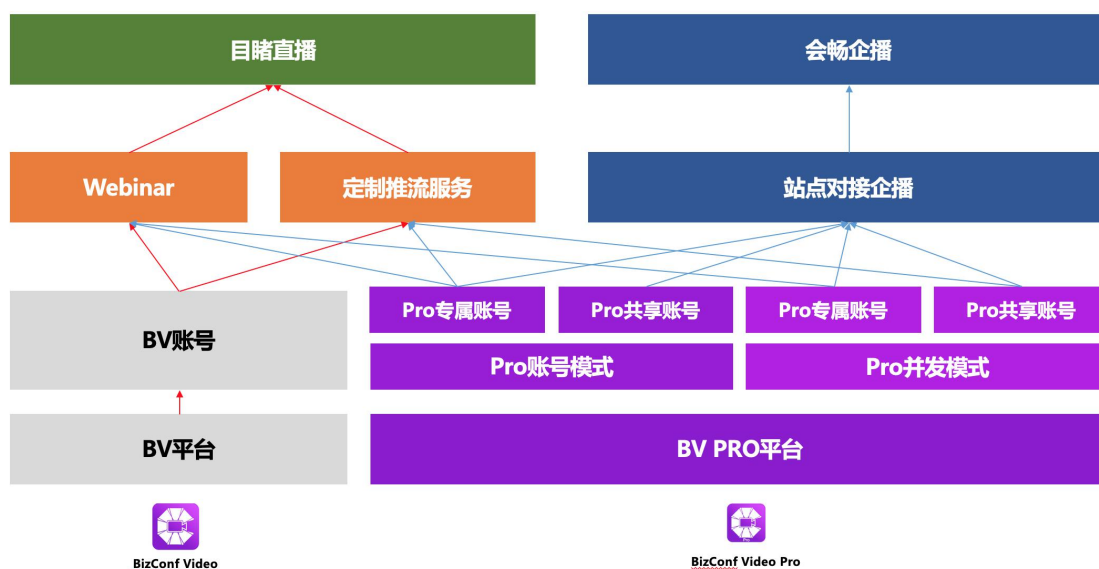 目睹直播
会畅企播
Webinar
定制推流服务
站点对接企播
Pro专属账号
Pro共享账号
Pro专属账号
Pro共享账号
BV账号
Pro账号模式
Pro并发模式
BV平台
BV PRO平台
Pro
BizConf Video
BizConf Video Pro